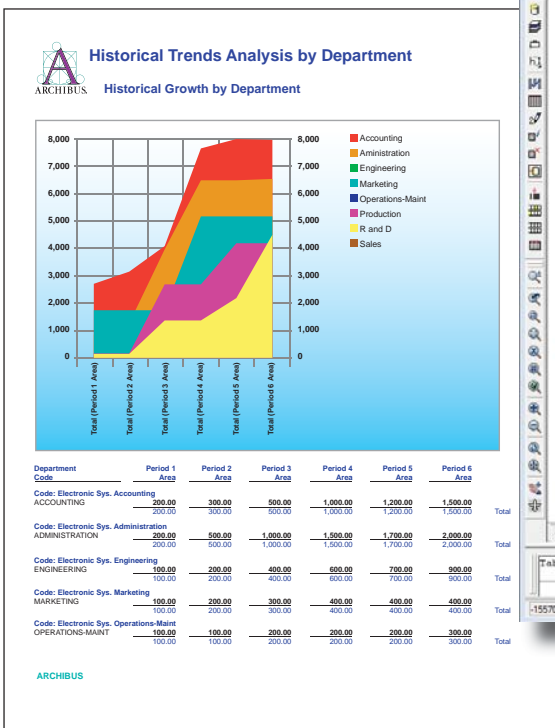 ARCHIBUS.
Historical Trends Analysis by Department
Historical Growth by Department
8,000
7,000
6,000
5,000
4,000
3,000
2,000
1,000
0
8,000
7,000
6,000
5,000
4,000
3,000
2,000
1,000
0
Total (Period 1 Area)
Total (Period 2 Area)
Total (Period 3 Area)
Total (Period 4 Area)
Total (Period 5 Area)
Total (Period 6 Area)
Accounting
Aministration
Engineering
Marketing
Operations-Maint
Production
R and D
Sales
Department Period 1 Period 2 Period 3 Period 4 Period 5 Period 6
Code Area Area Area Area Area Area
Code: Electronic Sys. Accounting
ACCOUNTING 200.00 300.00 500.00 1,000.00 1,200.00 1,500.00
200.00 300.00 500.00 1,000.00 1,200.00 1,500.00 Total
Code: Electronic Sys. Administration
ADMINISTRATION 200.00 500.00 1,000.00 1,500.00 1,700.00 2,000.00
200.00 500.00 1,000.00 1,500.00 1,700.00 2,000.00 Total
Code: Electronic Sys. Engineering
ENGINEERING 100.00 200.00 400.00 600.00 700.00 900.00
100.00 200.00 400.00 600.00 700.00 900.00 Total
Code: Electronic Sys. Marketing
MARKETING 100.00 200.00 300.00 400.00 400.00 400.00
100.00 200.00 300.00 400.00 400.00 400.00 Total
Code: Electronic Sys. Operations-Maint
OPERATIONS-MAINT 100.00 100.00 200.00 200.00 200.00 300.00
100.00 100.00 200.00 200.00 200.00 300.00 Total
ARCHIBUS
Tab
-15570